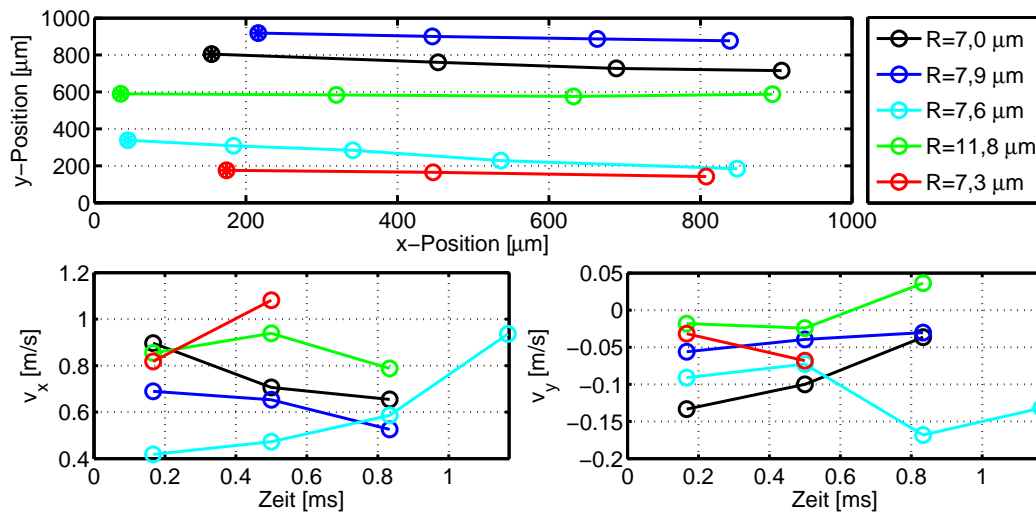 1000
800
600
400
200
0
y−Position [µm]
0 200 400 600 800 1000
x−Position [µm]
R=7,0 µm
R=7,9 µm
R=7,6 µm
R=11,8 µm
R=7,3 µm
1.2
1
0.8
0.6
0.4
v_x [m/s]
0.2 0.4 0.6 0.8 1
Zeit [ms]
0.05
0
−0.05
−0.1
−0.15
−0.2
v_y [m/s]
0.2 0.4 0.6 0.8 1
Zeit [ms]